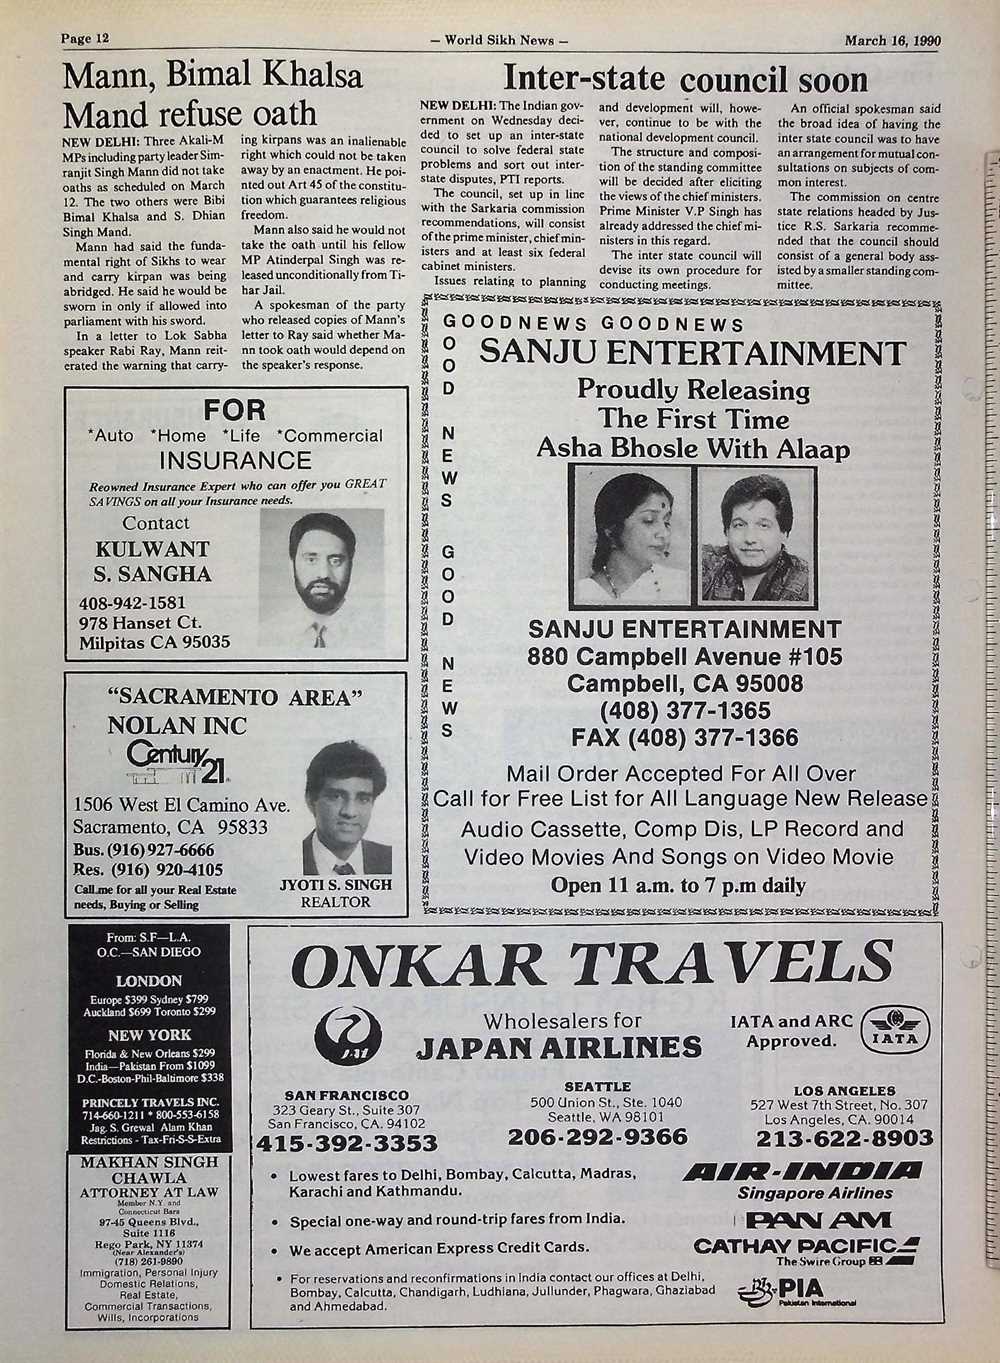 Page 12
– World Sikh News –
March 16, 1990
Mann, Bimal Khalsa
Mand refuse oath
NEW DELHI: Three Akali-M
MPs including party leader Sim-
ranjit Singh Mann did not take
oaths as scheduled on March
12. The two others were Bibi
Bimal Khalsa and S. Dhian
Singh Mand.
Mann had said the funda-
mental right of Sikhs to wear
and carry kirpan was being
abridged. He said he would be
sworn in only if allowed into
parliament with his sword.
In a letter to Lok Sabha
speaker Rabi Ray, Mann reit-
erated the warning that carry-
ing kirpans was an inalienable
right which could not be taken
away by an enactment. He poi-
nted out Art 45 of the constitu-
tion which guarantees religious
freedom.
Mann also said he would not
take the oath until his fellow
MP Atinderpal Singh was re-
leased unconditionally from Ti-
har Jail.
A spokesman of the party
who released copies of Mann's
letter to Ray said whether Ma-
nn took oath would depend on
the speaker's response.
Inter-state council soon
NEW DELHI: The Indian gov-
ernment on Wednesday deci-
ded to set up an inter-state
council to solve federal state
problems and sort out inter-
state disputes, PTI reports.
The council, set up in line
with the Sarkaria commission
recommendations, will consist
of the prime minister, chief min-
isters and at least six federal
cabinet ministers.
Issues relating to planning
and development will, howe-
ver, continue to be with the
national development council.
The structure and composi-
tion of the standing committee
will be decided after eliciting
the views of the chief ministers.
Prime Minister V.P Singh has
already addressed the chief mi-
nisters in this regard.
The inter state council will
devise its own procedure for
conducting meetings.
An official spokesman said
the broad idea of having the
inter state council was to have
an arrangement for mutual con-
sultations on subjects of com-
mon interest.
The commission on centre
state relations headed by Jus-
tice R.S. Sarkaria recomme-
nded that the council should
consist of a general body ass-
isted by a smaller standing com-
mittee.
FOR
*Auto *Home *Life *Commercial
INSURANCE
Reowned Insurance Expert who can offer you GREAT
SAVINGS on all your Insurance needs.
Contact
KULWANT
S. SANGHA
408-942-1581
978 Hanset Ct.
Milpitas CA 95035
GOODNEWS GOODNEWS
GOOD NEWS GOOD NEWS
SANJU ENTERTAINMENT
Proudly Releasing
The First Time
Asha Bhosle With Alaap
SANJU ENTERTAINMENT
880 Campbell Avenue #105
Campbell, CA 95008
(408) 377-1365
FAX (408) 377-1366
Mail Order Accepted For All Over
Call for Free List for All Language New Release
Audio Cassette, Comp Dis, LP Record and
Video Movies And Songs on Video Movie
Open 11 a.m. to 7 p.m daily
"SACRAMENTO AREA"
NOLAN INC
Century 21
1506 West El Camino Ave.
Sacramento, CA 95833
Bus. (916) 927-6666
Res. (916) 920-4105
Call me for all your Real Estate
needs, Buying or Selling
JYOTI S. SINGH
REALTOR
From: S.F—L.A.
O.C.—SAN DIEGO
LONDON
Europe $399 Sydney $799
Auckland $699 Toronto $299
NEW YORK
Florida & New Orleans $299
India—Pakistan From $1099
D.C.-Boston-Phil-Baltimore $338
PRINCELY TRAVELS INC.
714-660-1211 * 800-553-6158
Jag. S. Grewal Alam Khan
Restrictions - Tax-Fri-S-S-Extra
MAKHAN SINGH
CHAWLA
ATTORNEY AT LAW
Member N.Y. and
Connecticut Bars
97-45 Queens Blvd.,
Suite 1116
Rego Park, NY 11374
(Near Alexander's)
(718) 261-9890
Immigration, Personal Injury
Domestic Relations,
Real Estate,
Commercial Transactions,
Wills, Incorporations
ONKAR TRAVELS
JAL
Wholesalers for
JAPAN AIRLINES
IATA and ARC
Approved.
IATA
SAN FRANCISCO
323 Geary St., Suite 307
San Francisco, CA. 94102
415-392-3353
SEATTLE
500 Union St., Ste. 1040
Seattle, WA 98101
206-292-9366
LOS ANGELES
527 West 7th Street, No. 307
Los Angeles, CA. 90014
213-622-8903
• Lowest fares to Delhi, Bombay, Calcutta, Madras,
Karachi and Kathmandu.
• Special one-way and round-trip fares from India.
• We accept American Express Credit Cards.
• For reservations and reconfirmations in India contact our offices at Delhi,
Bombay, Calcutta, Chandigarh, Ludhiana, Jullunder, Phagwara, Ghaziabad
and Ahmedabad.
AIR-INDIA
Singapore Airlines
PAN AM
CATHAY PACIFIC
The Swire Group
PIA
Pakistan International